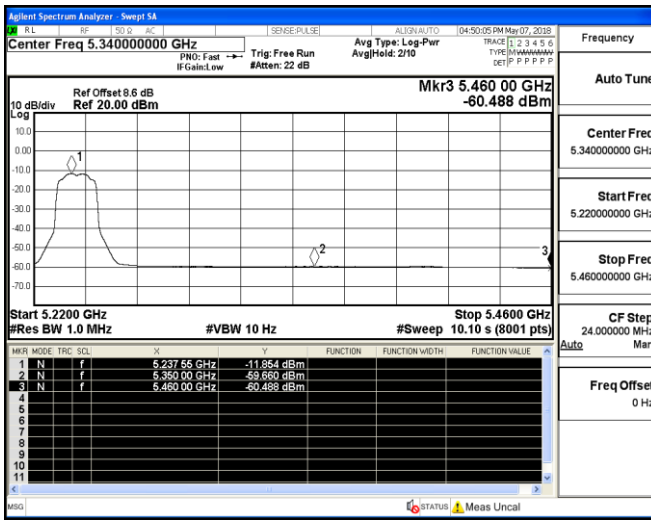 Agilent Spectrum Analyzer - Swept SA
RL RF 50 Ω AC SENSE:PULSE ALIGN AUTO 04:50:05 PM May 07, 2018
Center Freq 5.340000000 GHz
PNO: Fast
IFGain:Low
Trig: Free Run
#Atten: 22 dB
Avg Type: Log-Pwr
Avg|Hold: 2/10
TRACE 1 2 3 4 5 6
TYPE
DET P P P P P P
Ref Offset 8.6 dB
10 dB/div Ref 20.00 dBm
Log
Mkr3 5.460 00 GHz
-60.488 dBm
10.0
0.00
-10.0
-20.0
-30.0
-40.0
-50.0
-60.0
-70.0
1
2
3
Start 5.2200 GHz Stop 5.4600 GHz
#Res BW 1.0 MHz #VBW 10 Hz #Sweep 10.10 s (8001 pts)
MKR MODE TRC SCL X Y FUNCTION FUNCTION WIDTH FUNCTION VALUE
1 N f 5.237 55 GHz -11.854 dBm
2 N f 5.350 00 GHz -59.660 dBm
3 N f 5.460 00 GHz -60.488 dBm
4
5
6
7
8
9
10
11
MSG STATUS Meas Uncal
Frequency
Auto Tune
Center Freq
5.340000000 GHz
Start Freq
5.220000000 GHz
Stop Freq
5.460000000 GHz
CF Step
24.000000 MHz
Auto Man
Freq Offset
0 Hz